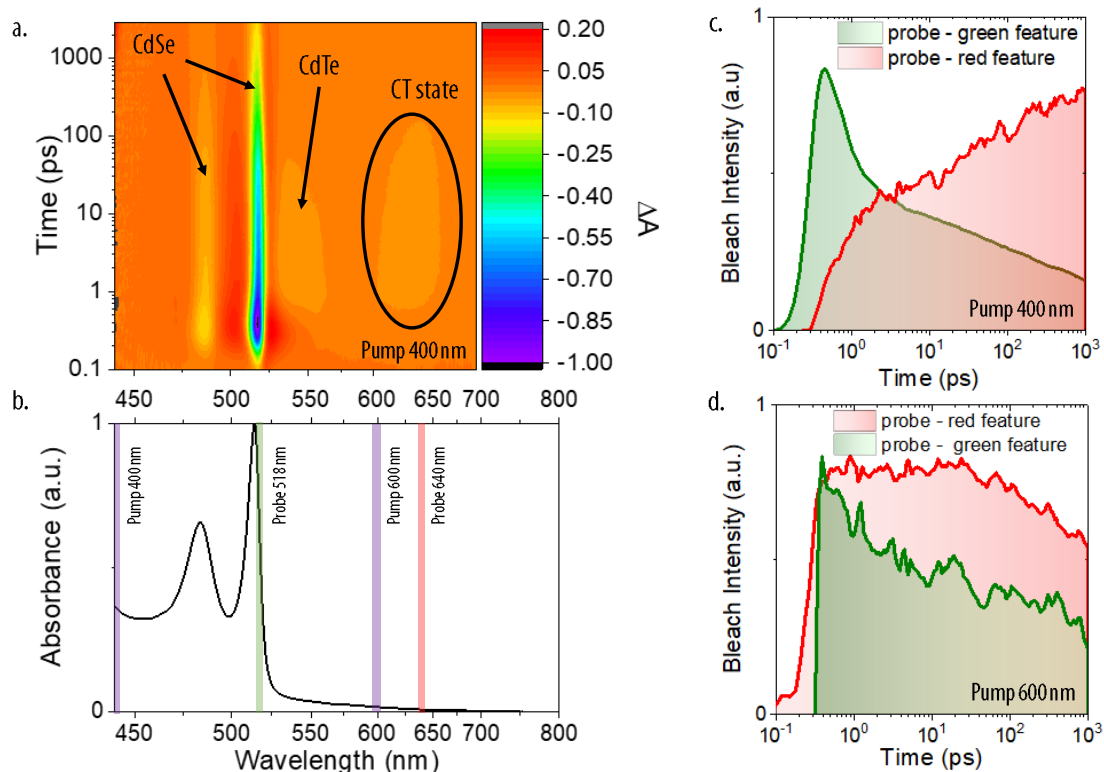 a.
CdSe
CdTe
CT state
Pump 400 nm
Time (ps)
1000
100
10
1
0.1
450 500 550 600 650 700 800
0.20
0.05
-0.10
-0.25
-0.40
-0.55
-0.70
-0.85
-1.00
ΔA
b.
Absorbance (a.u.)
1
0
Pump 400 nm
Probe 518 nm
Pump 600 nm
Probe 640 nm
450 500 550 600 650 700 800
Wavelength (nm)
c.
probe - green feature
probe - red feature
Bleach Intensity (a.u)
1
0
Pump 400 nm
10-1 100 101 102 103
Time (ps)
d.
probe - red feature
probe - green feature
Bleach Intensity (a.u.)
1
0
Pump 600 nm
10-1 100 101 102 103
Time (ps)